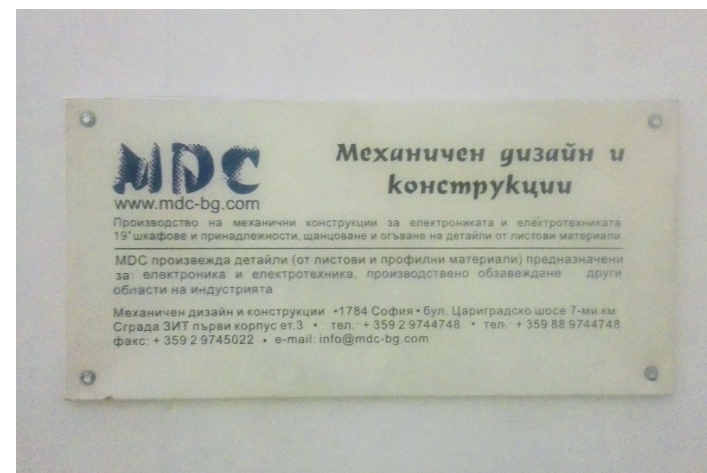 MDC
www.mdc-bg.com
Механичен дизайн и
конструкции
Производство на механични конструкции за електрониката и електротехниката
19" шкафове и принадлежности, щанцоване и огъване на детайли от листови материали.
MDC произвежда детайли (от листови и профилни материали) предназначени
за: електроника и електротехника, производствено обзавеждане други
области на индустрията
Механичен дизайн и конструкции •1784 София • бул. Цариградско шосе 7-ми км
Сграда ЗИТ първи корпус ет.3 • тел.: + 359 2 9744748 • тел.: + 359 88 9744748
факс: + 359 2 9745022 • e-mail: info@mdc-bg.com